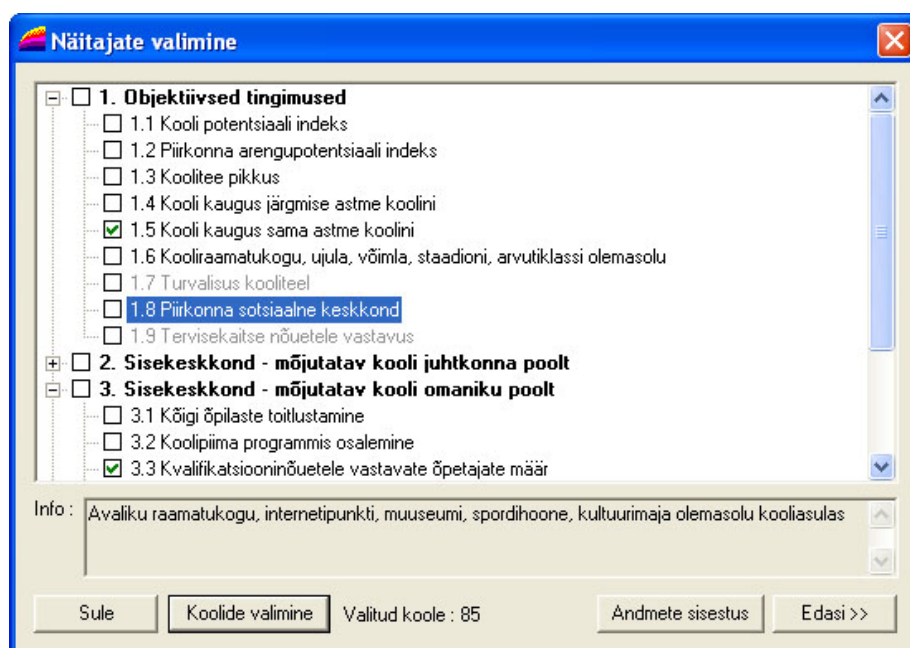 Näitajate valimine
1. Objektiivsed tingimused
1.1 Kooli potentsiaali indeks
1.2 Piirkonna arengupotentsiaali indeks
1.3 Koolitee pikkus
1.4 Kooli kaugus järgmise astme koolini
1.5 Kooli kaugus sama astme koolini
1.6 Kooliraamatukogu, ujula, võimla, staadioni, arvutiklassi olemasolu
1.7 Turvalisus kooliteel
1.8 Piirkonna sotsiaalne keskkond
1.9 Tervisekaitse nõuetele vastavus
2. Sisekeskkond - mõjutatav kooli juhtkonna poolt
3. Sisekeskkond - mõjutatav kooli omaniku poolt
3.1 Kõigi õpilaste toitlustamine
3.2 Koolipiima programmis osalemine
3.3 Kvalifikatsiooninõuetele vastavate õpetajate määr
Info : Avaliku raamatukogu, internetipunkti, muuseumi, spordihoone, kultuurimaja olemasolu kooliasulas
Sule Koolide valimine Valitud koole : 85 Andmete sisestus Edasi >>